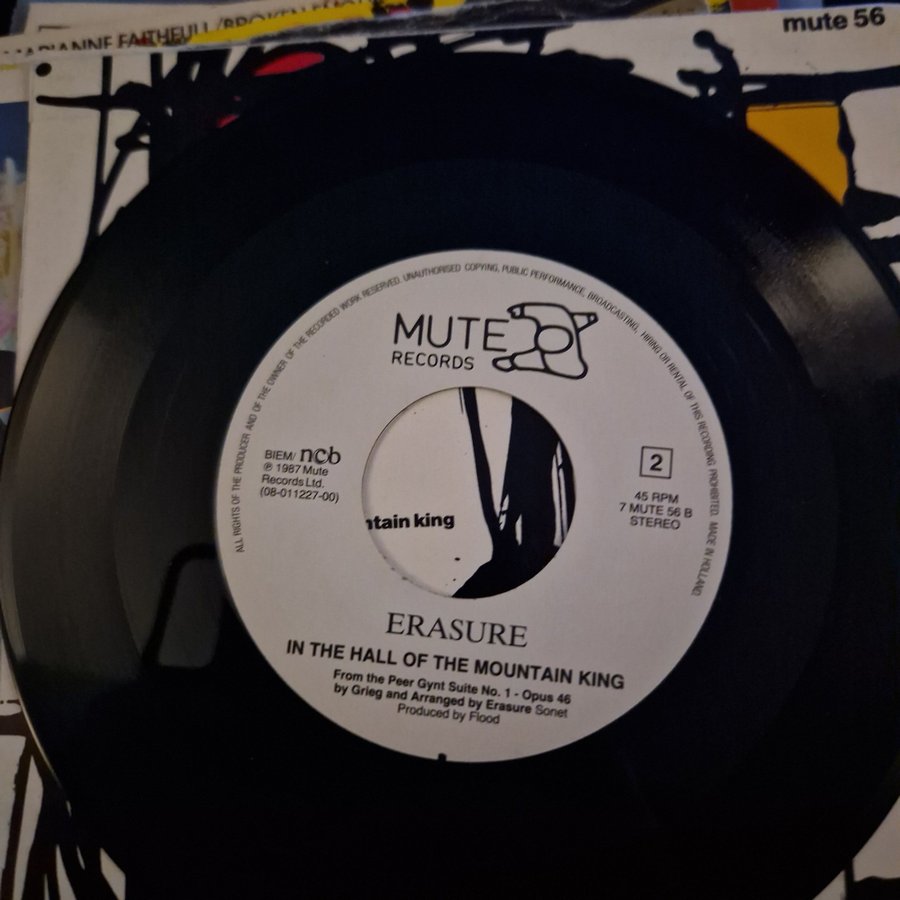 MARIANNE FAITHFULL/BROKEN
mute 56
ALL RIGHTS OF THE PRODUCER AND OF THE OWNER OF THE RECORDED WORK RESERVED. UNAUTHORISED COPYING, PUBLIC PERFORMANCE, BROADCASTING, HIRING OR RENTAL OF THIS RECORDING PROHIBITED. MADE IN HOLLAND.
MUTE
RECORDS
BIEM/ ncb
℗ 1987 Mute
Records Ltd.
(08-011227-00)
2
45 RPM
7 MUTE 56 B
STEREO
ntain king
ERASURE
IN THE HALL OF THE MOUNTAIN KING
From the Peer Gynt Suite No. 1 - Opus 46
by Grieg and Arranged by Erasure Sonet
Produced by Flood